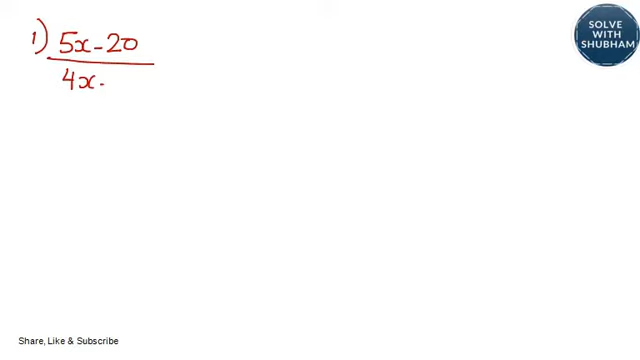 1) 5x-20
4x-
SOLVE
WITH
SHUBHAM
Share, Like & Subscribe